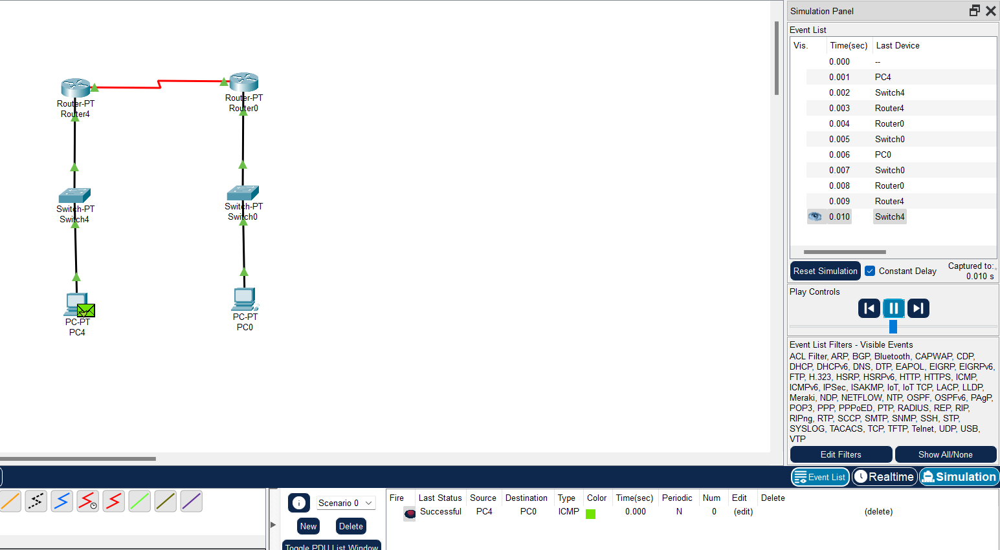 Simulation Panel
Event List
Vis. Time(sec) Last Device
0.000 --
0.001 PC4
0.002 Switch4
0.003 Router4
0.004 Router0
0.005 Switch0
0.006 PC0
0.007 Switch0
0.008 Router0
0.009 Router4
0.010 Switch4
Reset Simulation Constant Delay Captured to:
0.010 s
Play Controls
Event List Filters - Visible Events
ACL Filter, ARP, BGP, Bluetooth, CAPWAP, CDP,
DHCP, DHCPv6, DNS, DTP, EAPOL, EIGRP, EIGRPv6,
FTP, H.323, HSRP, HSRPv6, HTTP, HTTPS, ICMP,
ICMPv6, IPSec, ISAKMP, IoT, IoT TCP, LACP, LLDP,
Meraki, NDP, NETFLOW, NTP, OSPF, OSPFv6, PAgP,
POP3, PPP, PPPoED, PTP, RADIUS, REP, RIP,
RIPng, RTP, SCCP, SMTP, SNMP, SSH, STP,
SYSLOG, TACACS, TCP, TFTP, Telnet, UDP, USB,
VTP
Edit Filters Show All/None
Event List Realtime Simulation
Router-PT
Router4
Router-PT
Router0
Switch-PT
Switch4
Switch-PT
Switch0
PC-PT
PC4
PC-PT
PC0
Scenario 0
New Delete
Toggle PDU List Window
Fire Last Status Source Destination Type Color Time(sec) Periodic Num Edit Delete
Successful PC4 PC0 ICMP 0.000 N 0 (edit) (delete)